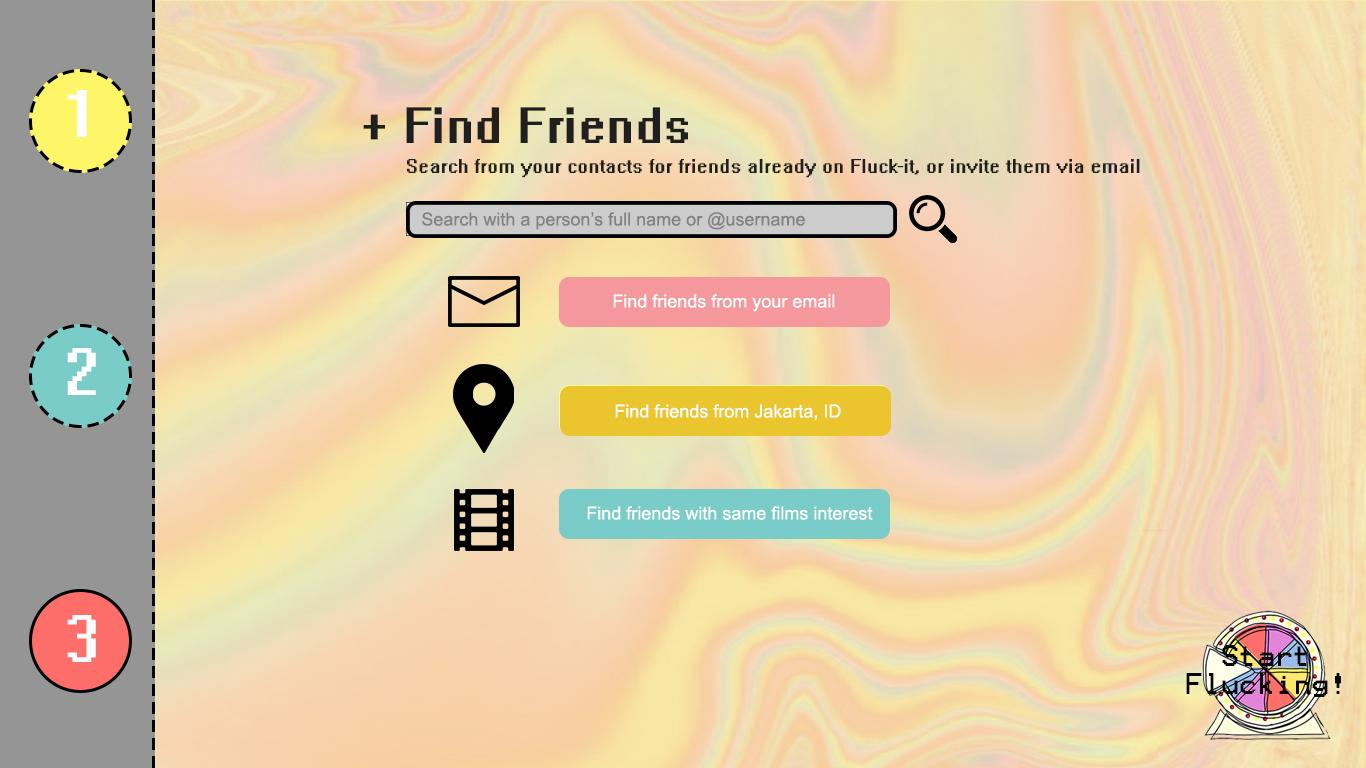 1
2
3
+ Find Friends
Search from your contacts for friends already on Fluck-it, or invite them via email
Search with a person's full name or @username
Find friends from your email
Find friends from Jakarta, ID
Find friends with same films interest
Start
Flucking!